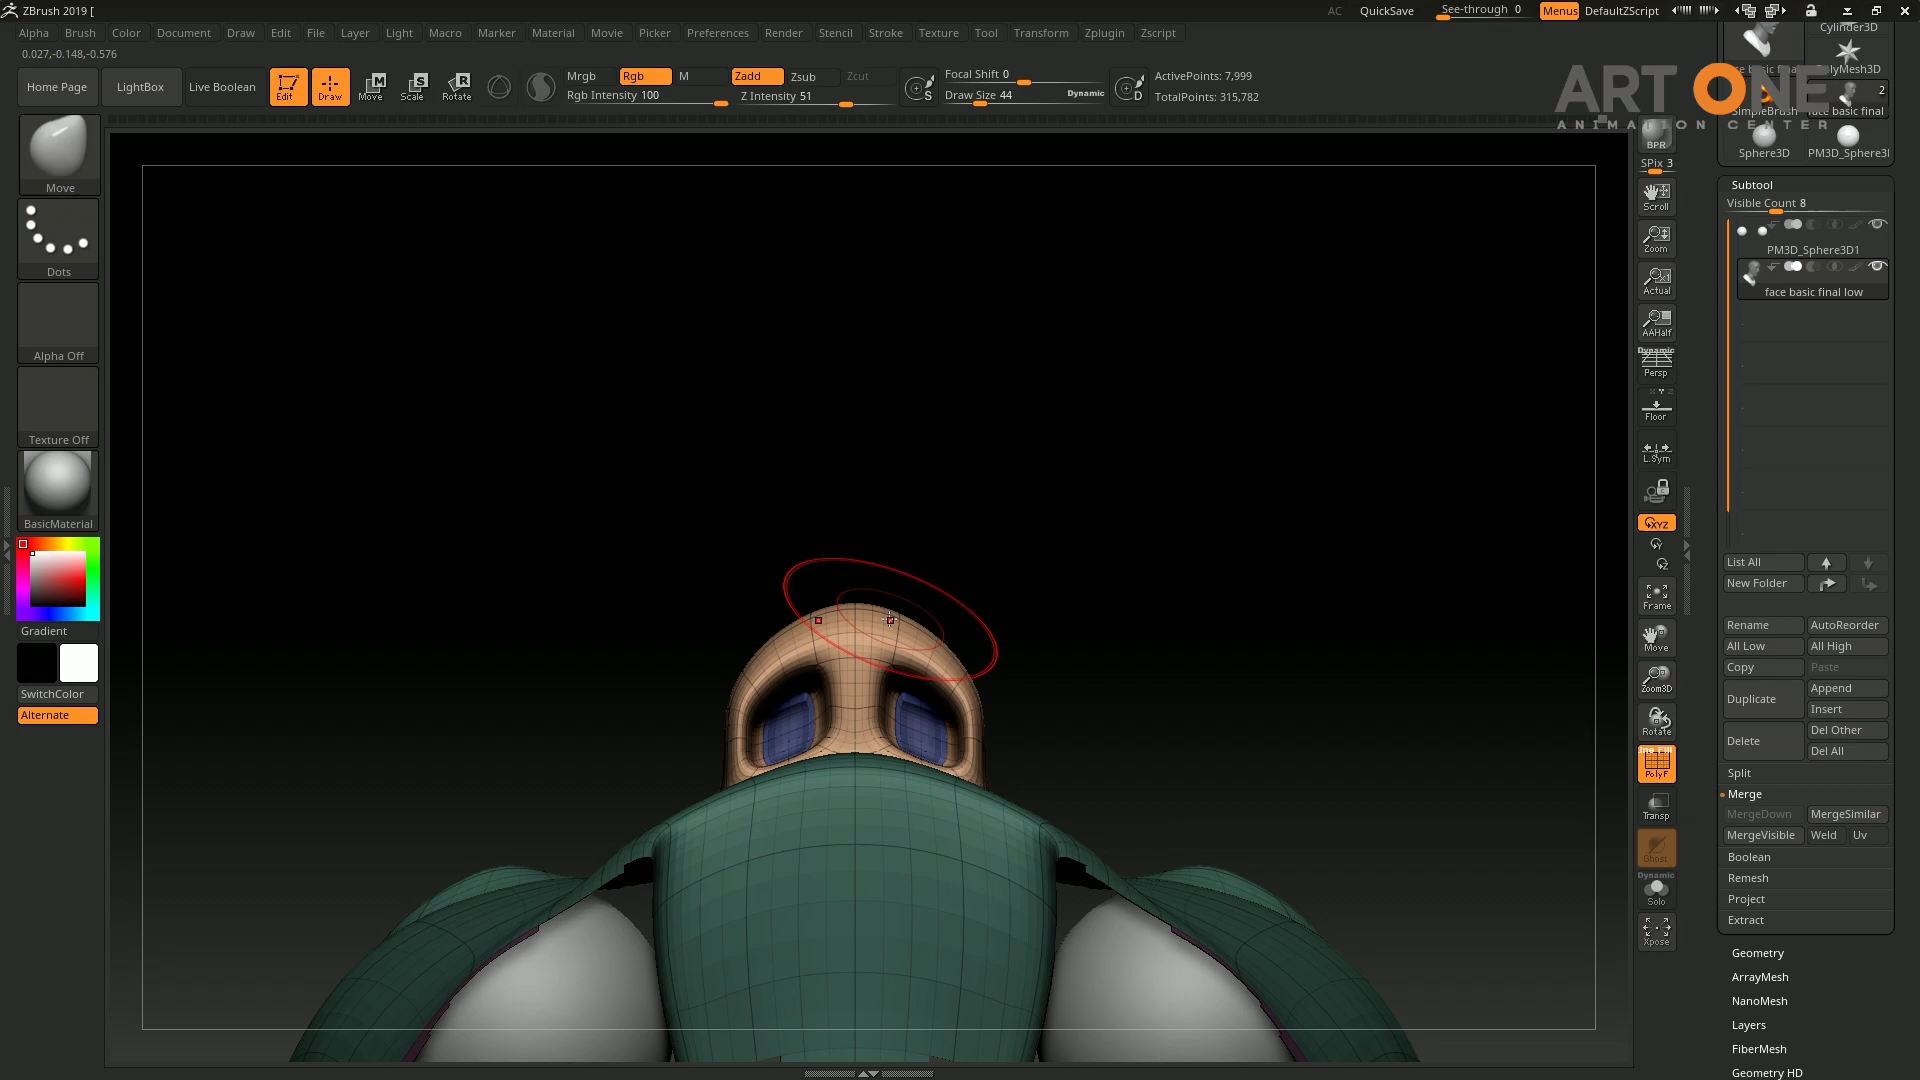 ZBrush 2019 [
AC QuickSave See-through 0 Menus DefaultZScript
Alpha Brush Color Document Draw Edit File Layer Light Macro Marker Material Movie Picker Preferences Render Stencil Stroke Texture Tool Transform Zplugin Zscript
0.027,-0.148,-0.576
Home Page LightBox Live Boolean Edit Draw Move Scale Rotate
Mrgb Rgb M Zadd Zsub Zcut
Rgb Intensity 100 Z Intensity 51
Focal Shift 0
Draw Size 44 Dynamic
S D
ActivePoints: 7,999
TotalPoints: 315,782
Move
Dots
Alpha Off
Texture Off
BasicMaterial
Gradient
SwitchColor
Alternate
ART ONE
ANIMATION CENTER
BPR
SPix 3
Scroll
Zoom
Actual
AAHalf
Dynamic
Persp
Floor
L.Sym
XYZ
Y
Z
Frame
Move
Zoom3D
Rotate
Line Fill
PolyF
Transp
Ghost
Dynamic
Solo
Xpose
Cylinder3D
PolyMesh3D
2
SimpleBrush face basic final
Sphere3D PM3D_Sphere3
Subtool
Visible Count 8
PM3D_Sphere3D1
face basic final low
List All
New Folder
Rename AutoReorder
All Low All High
Copy Paste
Duplicate Append
Insert
Delete Del Other
Del All
Split
Merge
MergeDown MergeSimilar
MergeVisible Weld Uv
Boolean
Remesh
Project
Extract
Geometry
ArrayMesh
NanoMesh
Layers
FiberMesh
Geometry HD